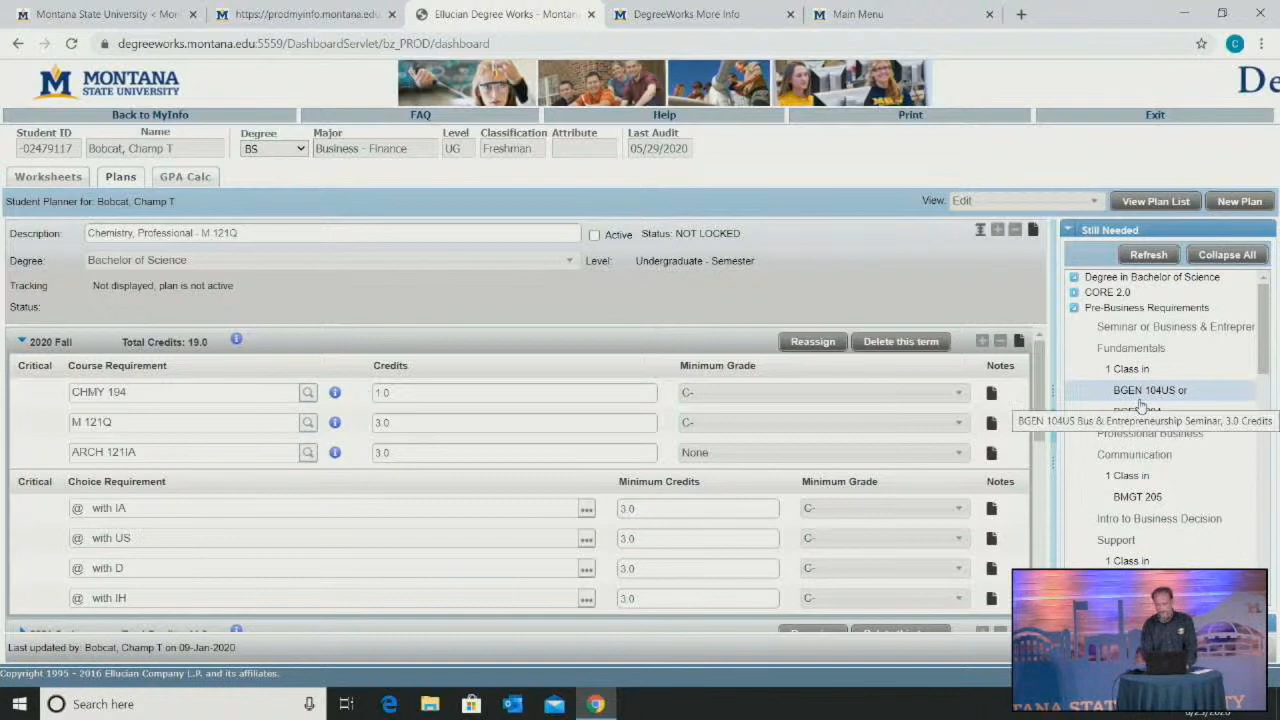 Montana State University < Mon
https://prodmyinfo.montana.edu
Ellucian Degree Works - Montan
DegreeWorks More Info
Main Menu
degreeworks.montana.edu:5559/DashboardServlet/bz_PROD/dashboard
C
M MONTANA
STATE UNIVERSITY
De
Back to MyInfo
FAQ
Help
Print
Exit
Student ID Name Degree Major Level Classification Attribute Last Audit
-02479117 Bobcat, Champ T BS Business - Finance UG Freshman 05/29/2020
Worksheets Plans GPA Calc
Student Planner for: Bobcat, Champ T
View: Edit View Plan List New Plan
Description: Chemistry, Professional - M 121Q Active Status: NOT LOCKED
Degree: Bachelor of Science Level: Undergraduate - Semester
Tracking Not displayed, plan is not active
Status:
2020 Fall Total Credits: 19.0 Reassign Delete this term
Critical Course Requirement Credits Minimum Grade Notes
CHMY 194 1.0 C-
M 121Q 3.0 C-
ARCH 121IA 3.0 None
Critical Choice Requirement Minimum Credits Minimum Grade Notes
@ with IA 3.0 C-
@ with US 3.0 C-
@ with D 3.0 C-
@ with IH 3.0 C-
Last updated by: Bobcat, Champ T on 09-Jan-2020
Still Needed
Refresh Collapse All
Degree in Bachelor of Science
CORE 2.0
Pre-Business Requirements
Seminar or Business & Entreprer
Fundamentals
1 Class in
BGEN 104US or
BGEN 104US Bus & Entrepreneurship Seminar, 3.0 Credits
Professional Business
Communication
1 Class in
BMGT 205
Intro to Business Decision
Support
1 Class in
Copyright 1995 - 2016 Ellucian Company L.P. and its affiliates.
TANA STATE
Search here